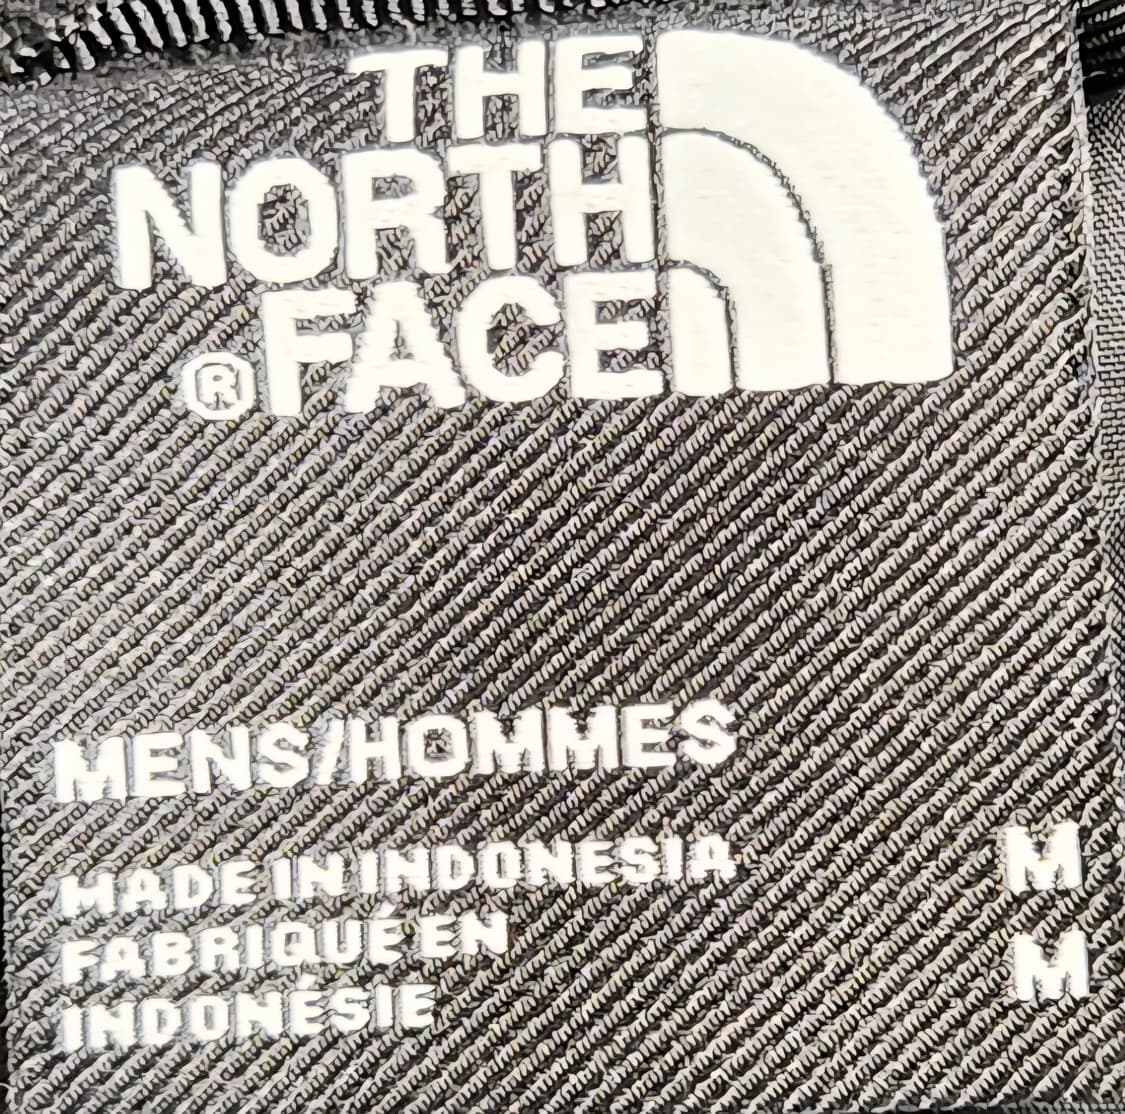 THE
NORTH
®FACE
MENS/HOMMES
MADE IN INDONESIA M
FABRIQUÉ EN
INDONÉSIE M